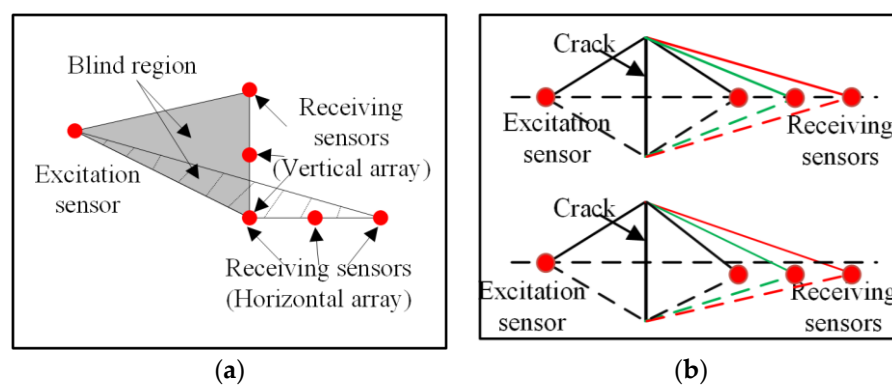 Blind region
Receiving
sensors
(Vertical array)
Excitation
sensor
Receiving sensors
(Horizontal array)
(a)
Crack
Excitation
sensor
Receiving
sensors
Crack
Excitation
sensor
Receiving
sensors
(b)